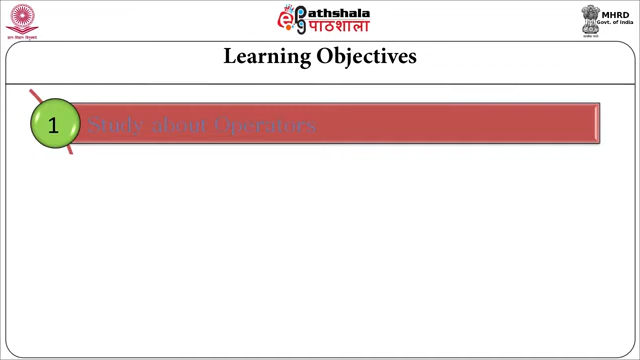 ePathshala
पाठशाला
MHRD
Govt. of India
Learning Objectives
1
Study about Operators